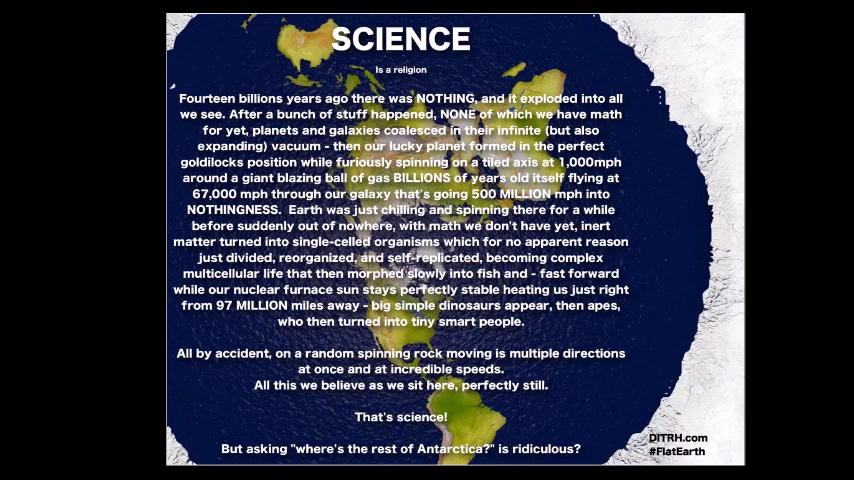 SCIENCE
Is a religion
Fourteen billions years ago there was NOTHING, and it exploded into all
we see. After a bunch of stuff happened, NONE of which we have math
for yet, planets and galaxies coalesced in their infinite (but also
expanding) vacuum - then our lucky planet formed in the perfect
goldilocks position while furiously spinning on a tiled axis at 1,000mph
around a giant blazing ball of gas BILLIONS of years old itself flying at
67,000 mph through our galaxy that's going 500 MILLION mph into
NOTHINGNESS. Earth was just chilling and spinning there for a while
before suddenly out of nowhere, with math we don't have yet, inert
matter turned into single-celled organisms which for no apparent reason
just divided, reorganized, and self-replicated, becoming complex
multicellular life that then morphed slowly into fish and - fast forward
while our nuclear furnace sun stays perfectly stable heating us just right
from 97 MILLION miles away - big simple dinosaurs appear, then apes,
who then turned into tiny smart people.
All by accident, on a random spinning rock moving is multiple directions
at once and at incredible speeds.
All this we believe as we sit here, perfectly still.
That's science!
But asking "where's the rest of Antarctica?" is ridiculous?
DITRH.com
#FlatEarth